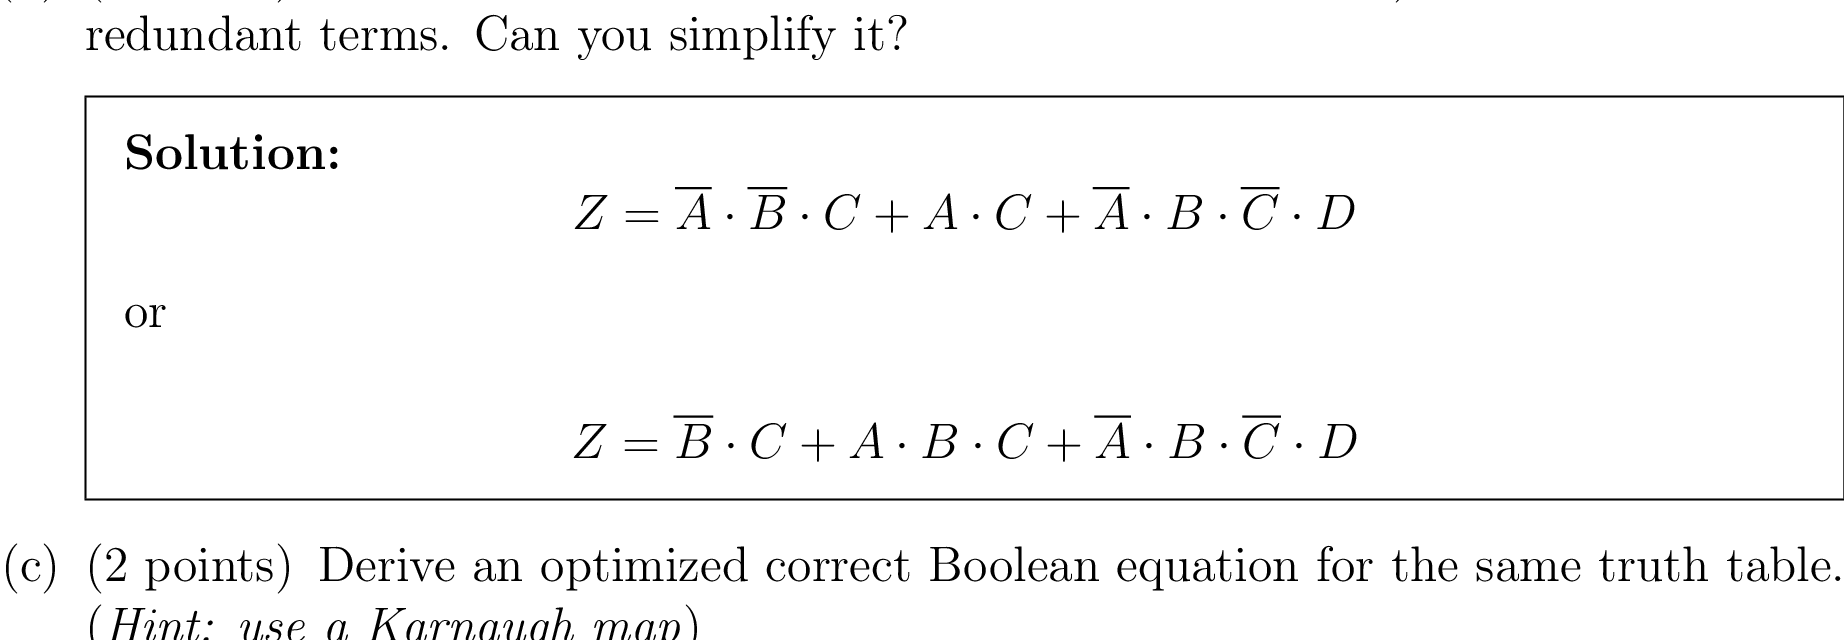 redundant terms. Can you simplify it?
Solution:
Z = A̅ · B̅ · C + A · C + A̅ · B · C̅ · D
or
Z = B̅ · C + A · B · C + A̅ · B · C̅ · D
(c) (2 points) Derive an optimized correct Boolean equation for the same truth table.
(Hint: use a Karnaugh map)